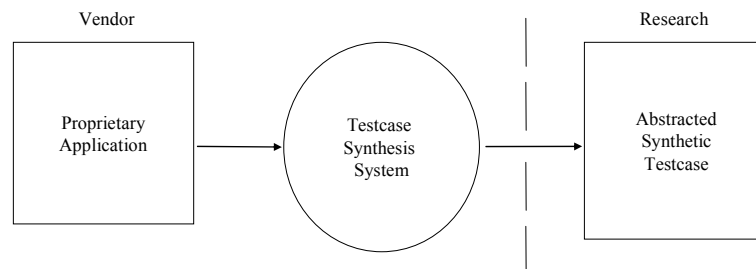 Vendor
Research
Proprietary
Application
Testcase
Synthesis
System
Abstracted
Synthetic
Testcase